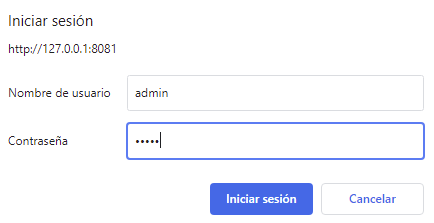 Iniciar sesión
http://127.0.0.1:8081
Nombre de usuario admin
Contraseña •••••
Iniciar sesión Cancelar